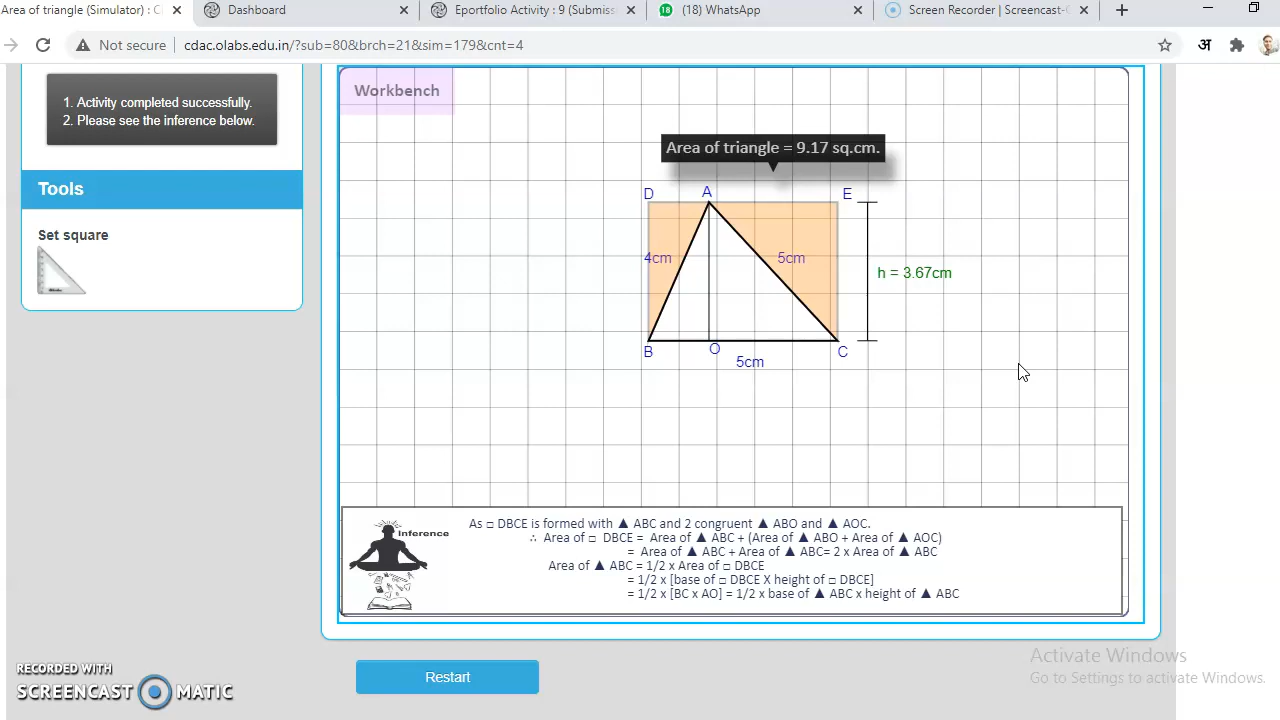 Area of triangle (Simulator) : C
Dashboard
Eportfolio Activity : 9 (Submiss
(18) WhatsApp
Screen Recorder | Screencast-O
Not secure
cdac.olabs.edu.in/?sub=80&brch=21&sim=179&cnt=4
अ
18
1. Activity completed successfully.
2. Please see the inference below.
Tools
Set square
Workbench
Area of triangle = 9.17 sq.cm.
D
A
E
4cm
5cm
h = 3.67cm
B
O
C
5cm
Inference
As □ DBCE is formed with ▲ ABC and 2 congruent ▲ ABO and ▲ AOC.
∴ Area of □ DBCE = Area of ▲ ABC + (Area of ▲ ABO + Area of ▲ AOC)
= Area of ▲ ABC + Area of ▲ ABC= 2 x Area of ▲ ABC
Area of ▲ ABC = 1/2 x Area of □ DBCE
= 1/2 x [base of □ DBCE X height of □ DBCE]
= 1/2 x [BC x AO] = 1/2 x base of ▲ ABC x height of ▲ ABC
Restart
RECORDED WITH
SCREENCAST MATIC
Activate Windows
Go to Settings to activate Windows.